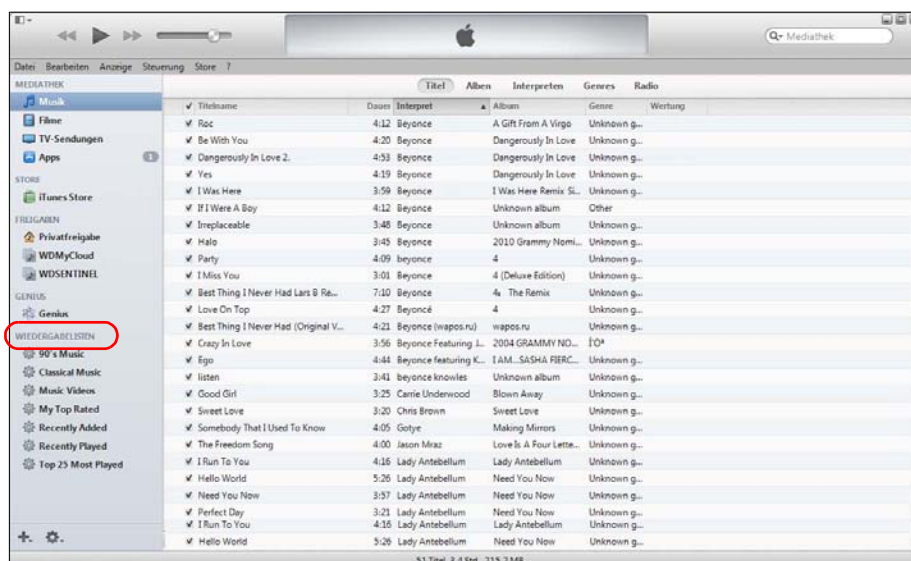 Mediathek
Datei Bearbeiten Anzeige Steuerung Store ?
MEDIATHEK
Musik
Filme
TV-Sendungen
Apps 1
STORE
iTunes Store
FREIGABEN
Privatfreigabe
WDMyCloud
WDSENTINEL
GENIUS
Genius
WIEDERGABELISTEN
90's Music
Classical Music
Music Videos
My Top Rated
Recently Added
Recently Played
Top 25 Most Played
Titel Alben Interpreten Genres Radio
Titelname Dauer Interpret Album Genre Wertung
Roc 4:12 Beyonce A Gift From A Virgo Unknown g...
Be With You 4:20 Beyonce Dangerously In Love Unknown g...
Dangerously In Love 2. 4:53 Beyonce Dangerously In Love Unknown g...
Yes 4:19 Beyonce Dangerously In Love Unknown g...
I Was Here 3:59 Beyonce I Was Here Remix Si... Unknown g...
If I Were A Boy 4:12 Beyonce Unknown album Other
Irreplaceable 3:48 Beyonce Unknown album Unknown g...
Halo 3:45 Beyonce 2010 Grammy Nomi... Unknown g...
Party 4:09 beyonce 4 Unknown g...
I Miss You 3:01 Beyonce 4 (Deluxe Edition) Unknown g...
Best Thing I Never Had Lars B Re... 7:10 Beyonce The Remix Unknown g...
Love On Top 4:27 Beyoncé 4 Unknown g...
Best Thing I Never Had (Original V... 4:21 Beyonce (wapos.ru) wapos.ru Unknown g...
Crazy In Love 3:56 Beyonce Featuring J... 2004 GRAMMY NO...
Ego 4:44 Beyonce featuring K... I AM...SASHA FIERC... Unknown g...
listen 3:41 beyonce knowles Unknown album Unknown g...
Good Girl 3:25 Carrie Underwood Blown Away Unknown g...
Sweet Love 3:20 Chris Brown Sweet Love Unknown g...
Somebody That I Used To Know 4:05 Gotye Making Mirrors Unknown g...
The Freedom Song 4:00 Jason Mraz Love Is A Four Lette... Unknown g...
I Run To You 4:16 Lady Antebellum Lady Antebellum Unknown g...
Hello World 5:26 Lady Antebellum Need You Now Unknown g...
Need You Now 3:57 Lady Antebellum Need You Now Unknown g...
Perfect Day 3:21 Lady Antebellum Need You Now Unknown g...
I Run To You 4:16 Lady Antebellum Lady Antebellum Unknown g...
Hello World 5:26 Lady Antebellum Need You Now Unknown g...
51 Titel, 3,4 Std., 215,2 MB